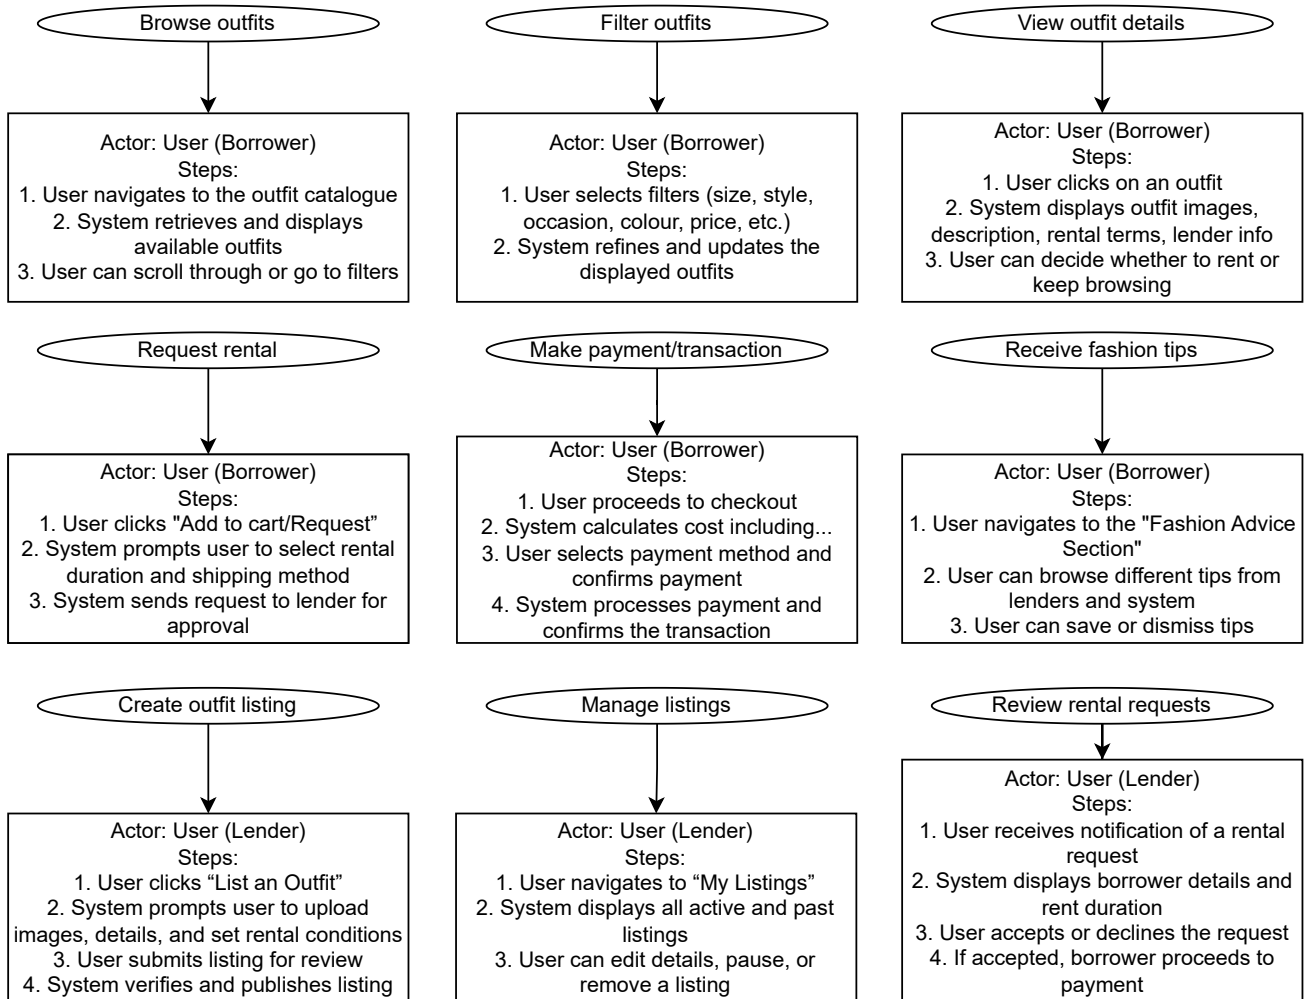 Browse outfits
Actor: User (Borrower)
Steps:
1. User navigates to the outfit catalogue
2. System retrieves and displays
available outfits
3. User can scroll through or go to filters
Filter outfits
Actor: User (Borrower)
Steps:
1. User selects filters (size, style,
occasion, colour, price, etc.)
2. System refines and updates the
displayed outfits
View outfit details
Actor: User (Borrower)
Steps:
1. User clicks on an outfit
2. System displays outfit images,
description, rental terms, lender info
3. User can decide whether to rent or
keep browsing
Request rental
Actor: User (Borrower)
Steps:
1. User clicks "Add to cart/Request”
2. System prompts user to select rental
duration and shipping method
3. System sends request to lender for
approval
Make payment/transaction
Actor: User (Borrower)
Steps:
1. User proceeds to checkout
2. System calculates cost including...
3. User selects payment method and
confirms payment
4. System processes payment and
confirms the transaction
Receive fashion tips
Actor: User (Borrower)
Steps:
1. User navigates to the "Fashion Advice
Section"
2. User can browse different tips from
lenders and system
3. User can save or dismiss tips
Create outfit listing
Actor: User (Lender)
Steps:
1. User clicks “List an Outfit”
2. System prompts user to upload
images, details, and set rental conditions
3. User submits listing for review
4. System verifies and publishes listing
Manage listings
Actor: User (Lender)
Steps:
1. User navigates to “My Listings”
2. System displays all active and past
listings
3. User can edit details, pause, or
remove a listing
Review rental requests
Actor: User (Lender)
Steps:
1. User receives notification of a rental
request
2. System displays borrower details and
rent duration
3. User accepts or declines the request
4. If accepted, borrower proceeds to
payment